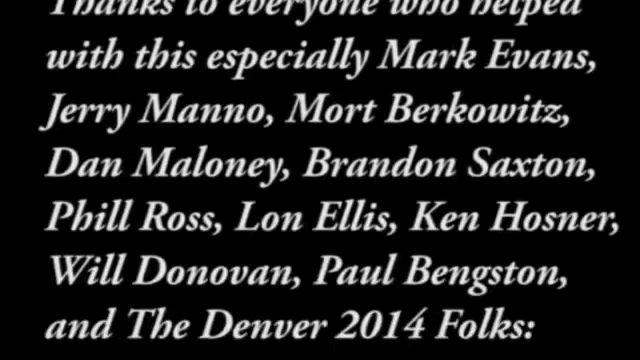 Thanks to everyone who helped
with this especially Mark Evans,
Jerry Manno, Mort Berkowitz,
Dan Maloney, Brandon Saxton,
Phill Ross, Lon Ellis, Ken Hosner,
Will Donovan, Paul Bengston,
and The Denver 2014 Folks: